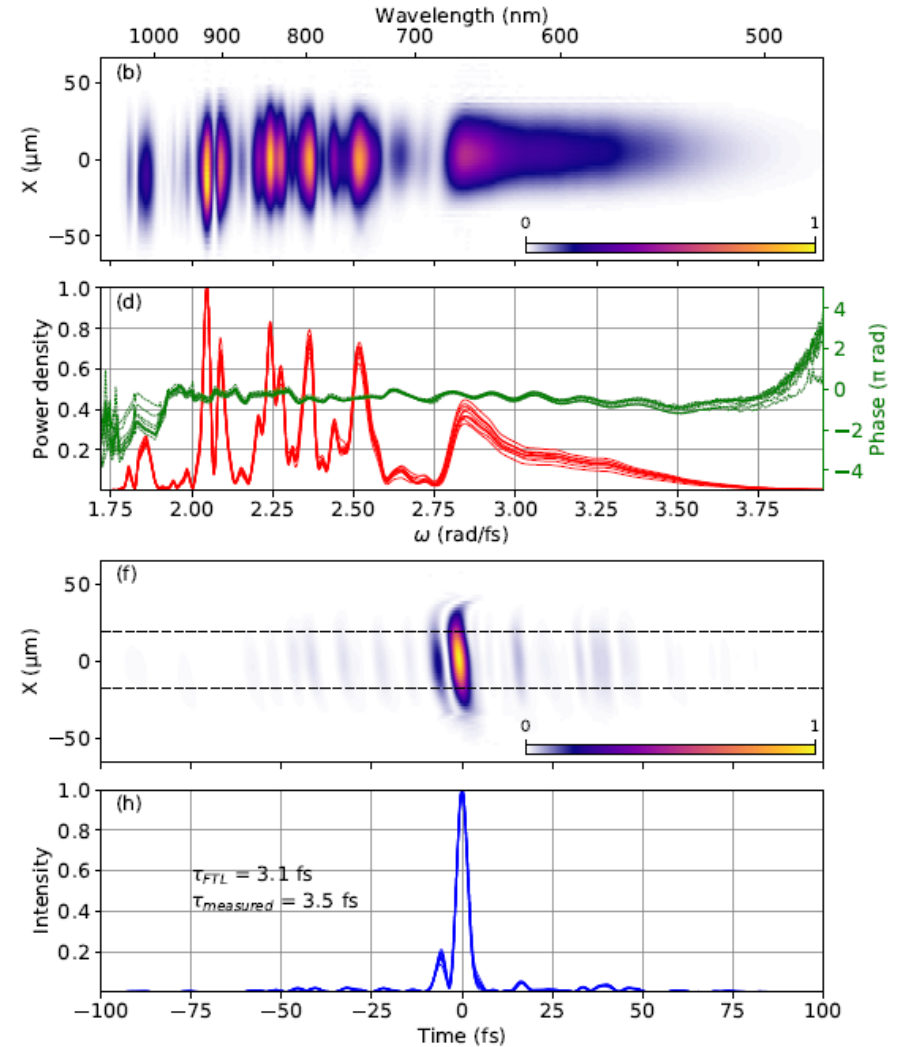 Wavelength (nm)
1000 900 800 700 600 500
(b)
50
0
−50
X (µm)
0 1
(d)
1.0
0.8
0.6
0.4
0.2
Power density
4
2
0
−2
−4
Phase (π rad)
1.75 2.00 2.25 2.50 2.75 3.00 3.25 3.50 3.75
ω (rad/fs)
(f)
50
0
−50
X (µm)
0 1
(h)
1.0
0.8
0.6
0.4
0.2
Intensity
τFTL = 3.1 fs
τmeasured = 3.5 fs
−100 −75 −50 −25 0 25 50 75 100
Time (fs)